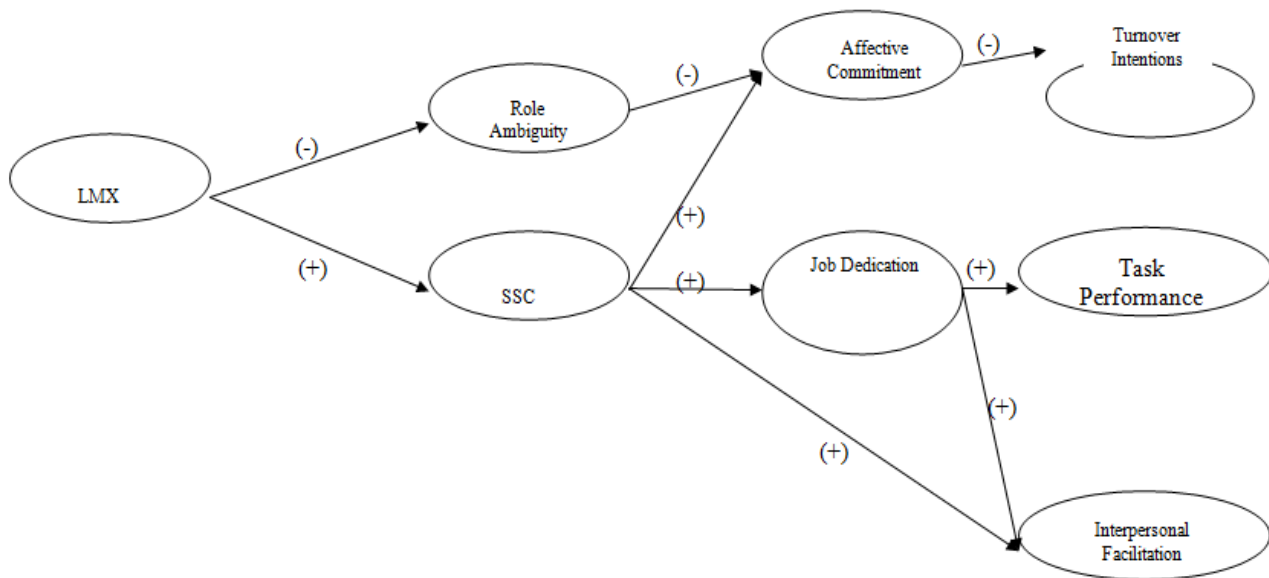 LMX
(-)
(+)
Role
Ambiguity
SSC
(-)
(+)
(+)
(+)
Affective
Commitment
Job Dedication
(-)
(+)
(+)
Turnover
Intentions
Task
Performance
Interpersonal
Facilitation